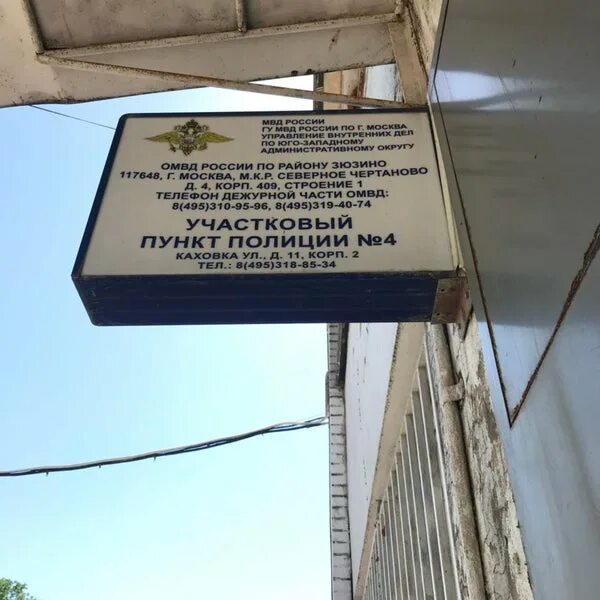 МВД РОССИИ
ГУ МВД РОССИИ ПО Г. МОСКВА
УПРАВЛЕНИЕ ВНУТРЕННИХ ДЕЛ
ПО ЮГО-ЗАПАДНОМУ
АДМИНИСТРАТИВНОМУ ОКРУГУ
ОМВД РОССИИ ПО РАЙОНУ ЗЮЗИНО
117648, Г. МОСКВА, М.К.Р. СЕВЕРНОЕ ЧЕРТАНОВО
Д. 4, КОРП. 409, СТРОЕНИЕ 1
ТЕЛЕФОН ДЕЖУРНОЙ ЧАСТИ ОМВД:
8(495)310-95-96, 8(495)319-40-74
УЧАСТКОВЫЙ
ПУНКТ ПОЛИЦИИ №4
КАХОВКА УЛ., Д. 11, КОРП. 2
ТЕЛ.: 8(495)318-85-34